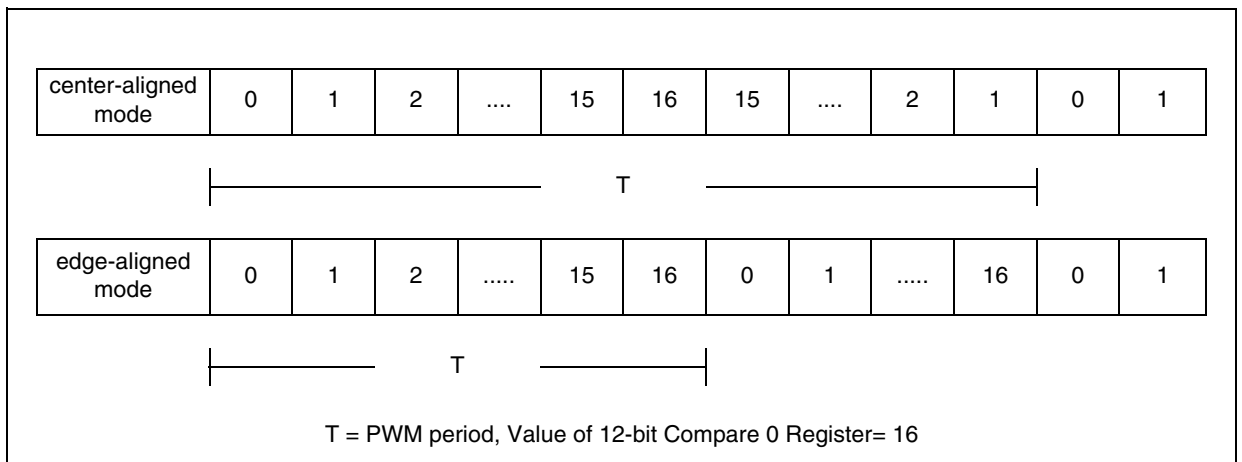 center-aligned mode 0 1 2 .... 15 16 15 .... 2 1 0 1
T
edge-aligned mode 0 1 2 ..... 15 16 0 1 ..... 16 0 1
T
T = PWM period, Value of 12-bit Compare 0 Register= 16